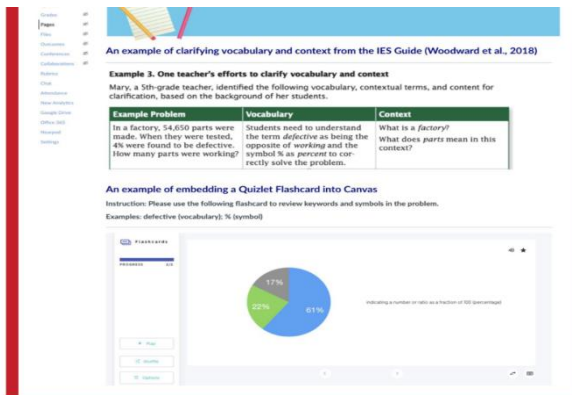 Grades
Pages
Files
Outcomes
Conferences
Collaborations
Rubrics
Chat
Attendance
New Analytics
Google Drive
Office 365
Settings
An example of clarifying vocabulary and context from the IES Guide (Woodward et al., 2018)
Example 3. One teacher's efforts to clarify vocabulary and context
Mary, a 5th-grade teacher, identified the following vocabulary, contextual terms, and content for
clarification, based on the background of her students.
Example Problem
In a factory, 54,650 parts were
made. When they were tested,
4% were found to be defective.
How many parts were working?
Vocabulary
Students need to understand
the term defective as being the
opposite of working and the
symbol % as percent to cor-
rectly solve the problem.
Context
What is a factory?
What does parts mean in this
context?
An example of embedding a Quizlet Flashcard into Canvas
Instruction: Please use the following flashcard to review keywords and symbols in the problem.
Examples: defective (vocabulary); % (symbol)
Flashcards
PROGRESS
17%
22%
61%
indicating a number or ratio as a fraction of 100 (percentage)
Play
Shuffle
Options